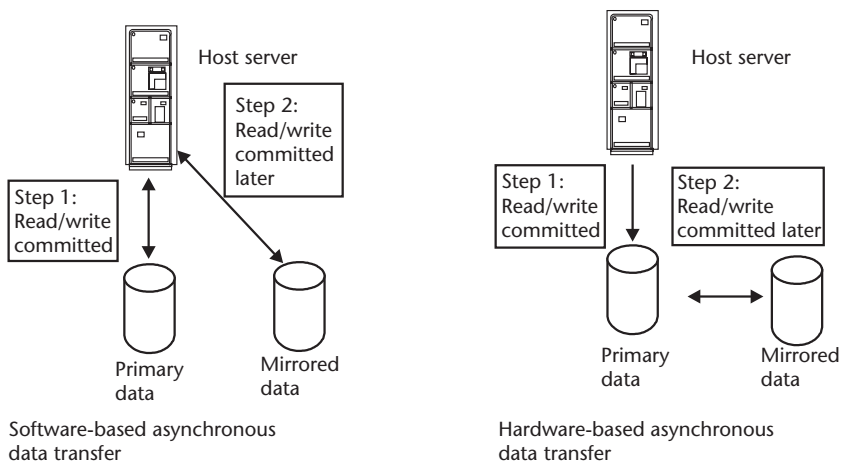 Host server
Step 2:
Read/write
committed
later
Step 1:
Read/write
committed
Primary
data
Mirrored
data
Software-based asynchronous
data transfer
Host server
Step 1:
Read/write
committed
Step 2:
Read/write
committed later
Primary
data
Mirrored
data
Hardware-based asynchronous
data transfer